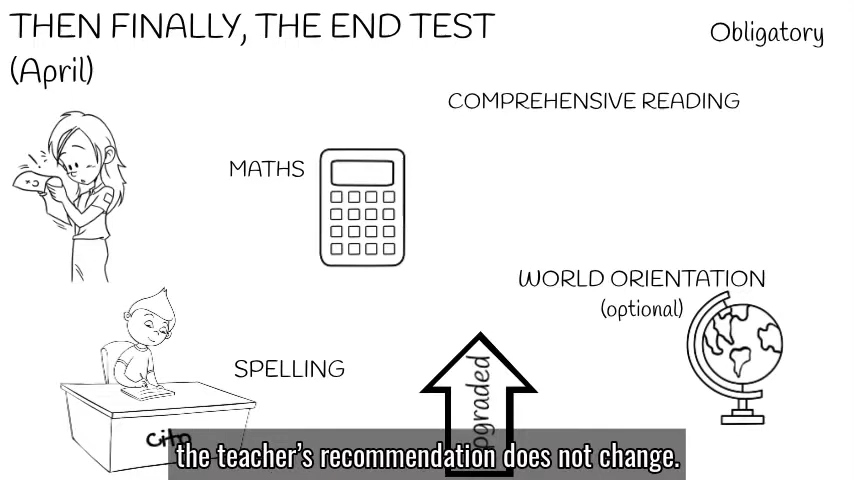 THEN FINALLY, THE END TEST
(April)
Obligatory
COMPREHENSIVE READING
MATHS
WORLD ORIENTATION
(optional)
SPELLING
pgraded
Cito
C+
the teacher's recommendation does not change.